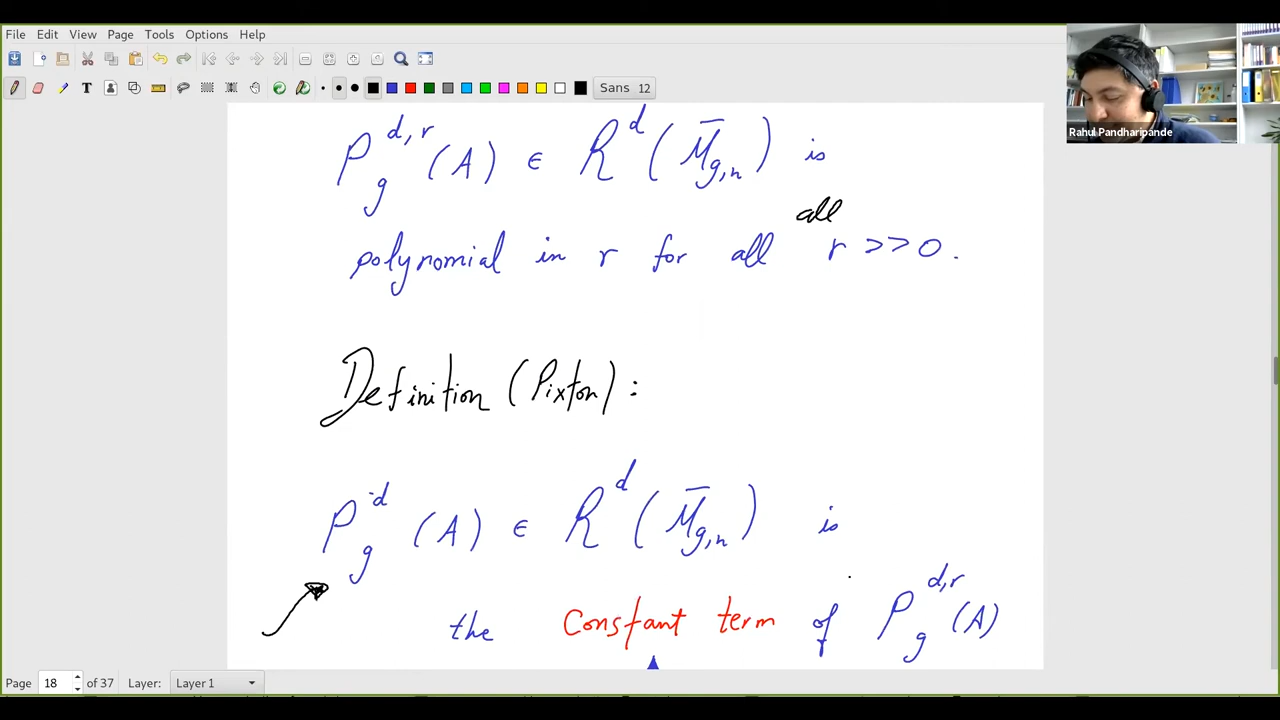 File Edit View Page Tools Options Help
Sans 12
Rahul Pandharipande
P_g^{d,r} (A) ∈ R^d (M̄_{g,n}) is
all
polynomial in r for all r >> 0.
Definition (Pixton):
P_g^d (A) ∈ R^d (M̄_{g,n}) is
the Constant term of P_g^{d,r} (A)
Page 18 of 37 Layer: Layer 1